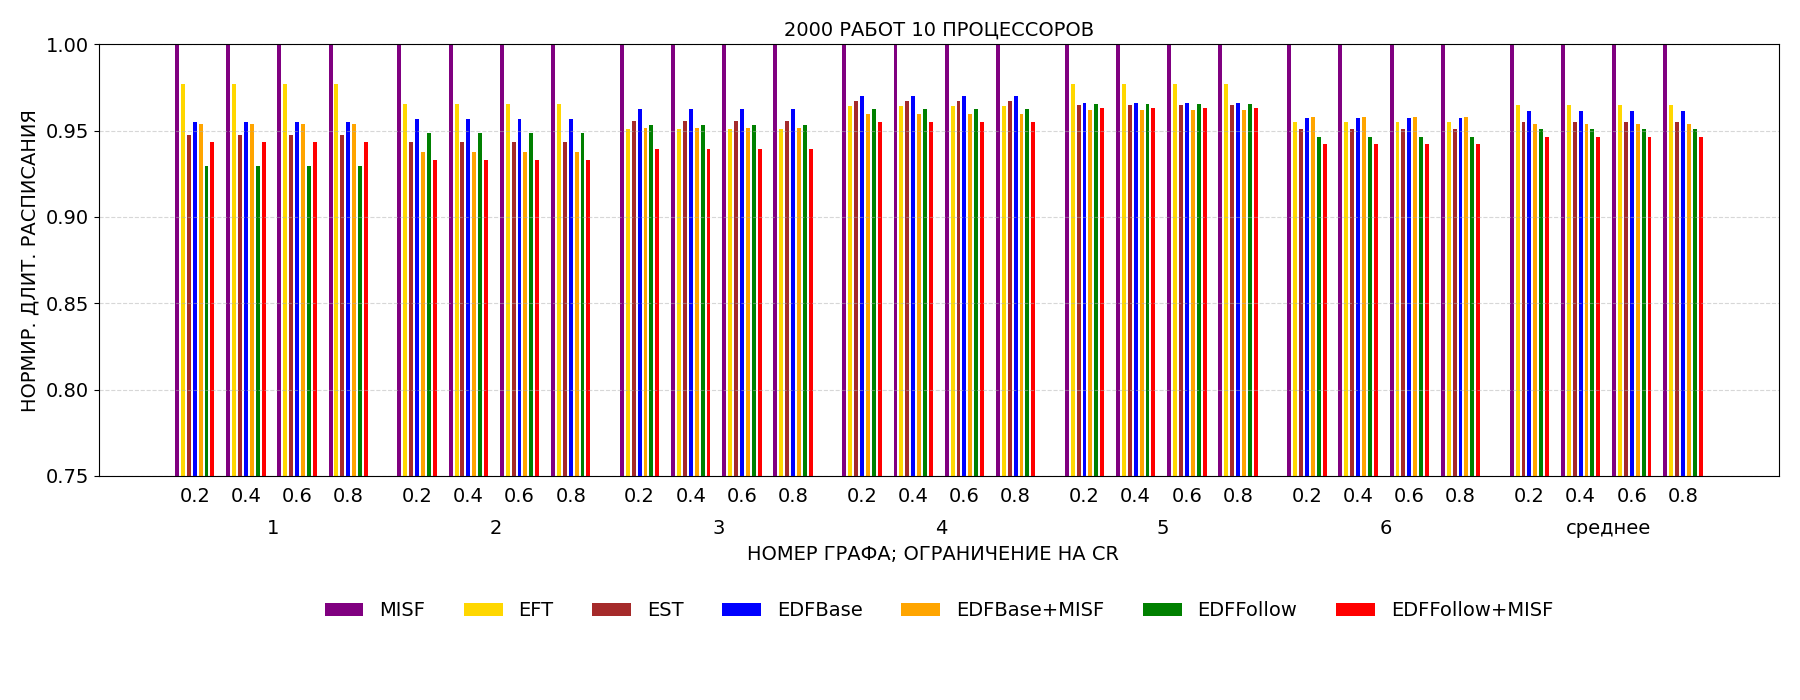 2000 РАБОТ 10 ПРОЦЕССОРОВ
НОРМИР. ДЛИТ. РАСПИСАНИЯ
1.00
0.95
0.90
0.85
0.80
0.75
0.2 0.4 0.6 0.8 0.2 0.4 0.6 0.8 0.2 0.4 0.6 0.8 0.2 0.4 0.6 0.8 0.2 0.4 0.6 0.8 0.2 0.4 0.6 0.8 0.2 0.4 0.6 0.8
1 2 3 4 5 6 среднее
НОМЕР ГРАФА; ОГРАНИЧЕНИЕ НА CR
MISF EFT EST EDFBase EDFBase+MISF EDFFollow EDFFollow+MISF